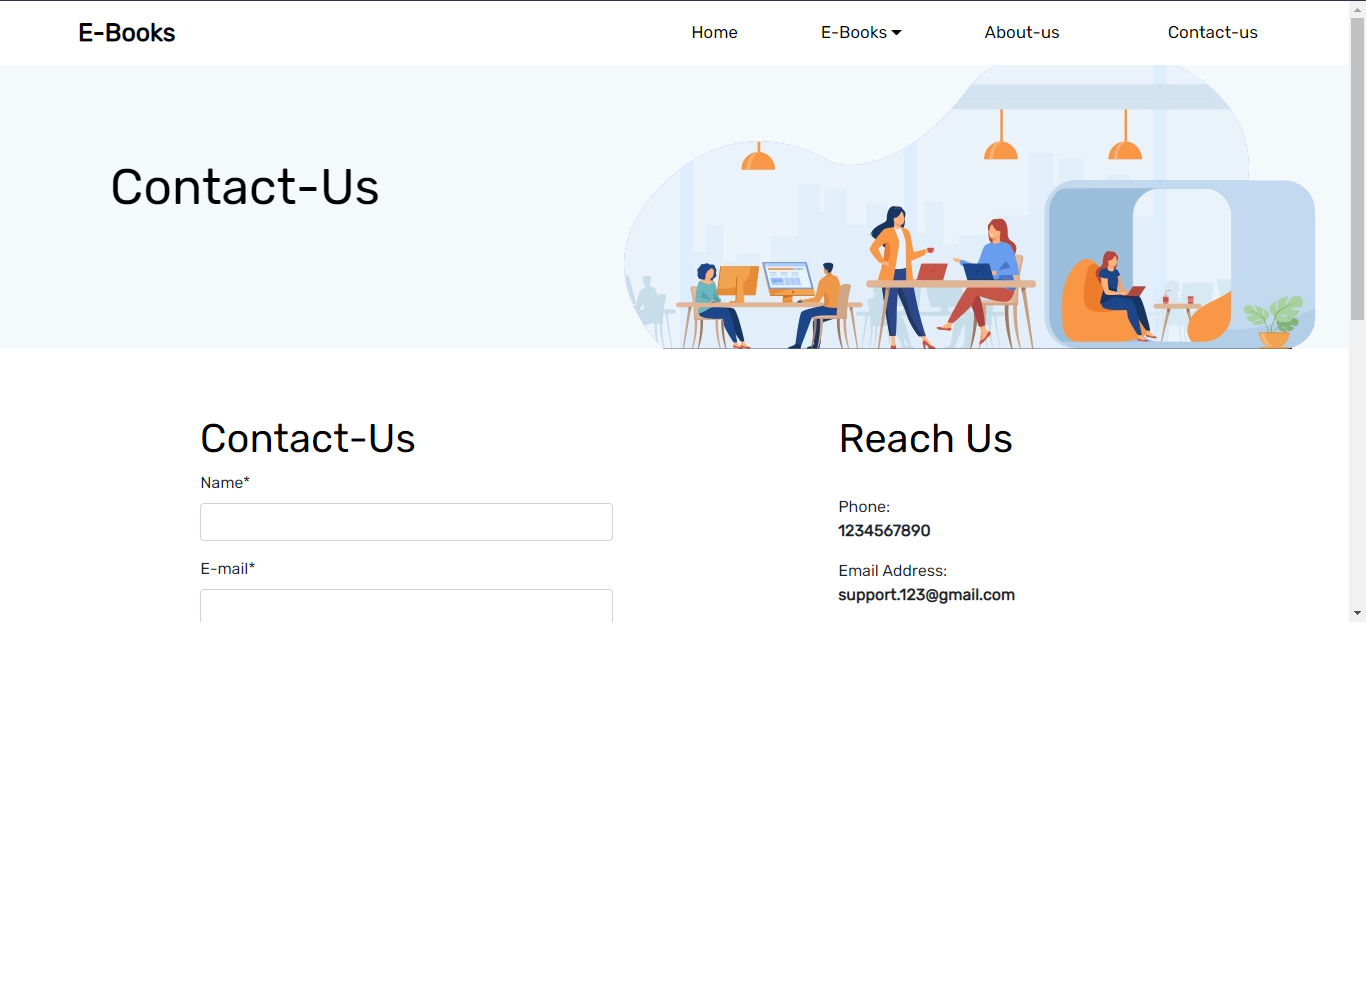 E-Books
Home
E-Books
About-us
Contact-us
Contact-Us
Contact-Us
Name*
E-mail*
Reach Us
Phone:
1234567890
Email Address:
support.123@gmail.com